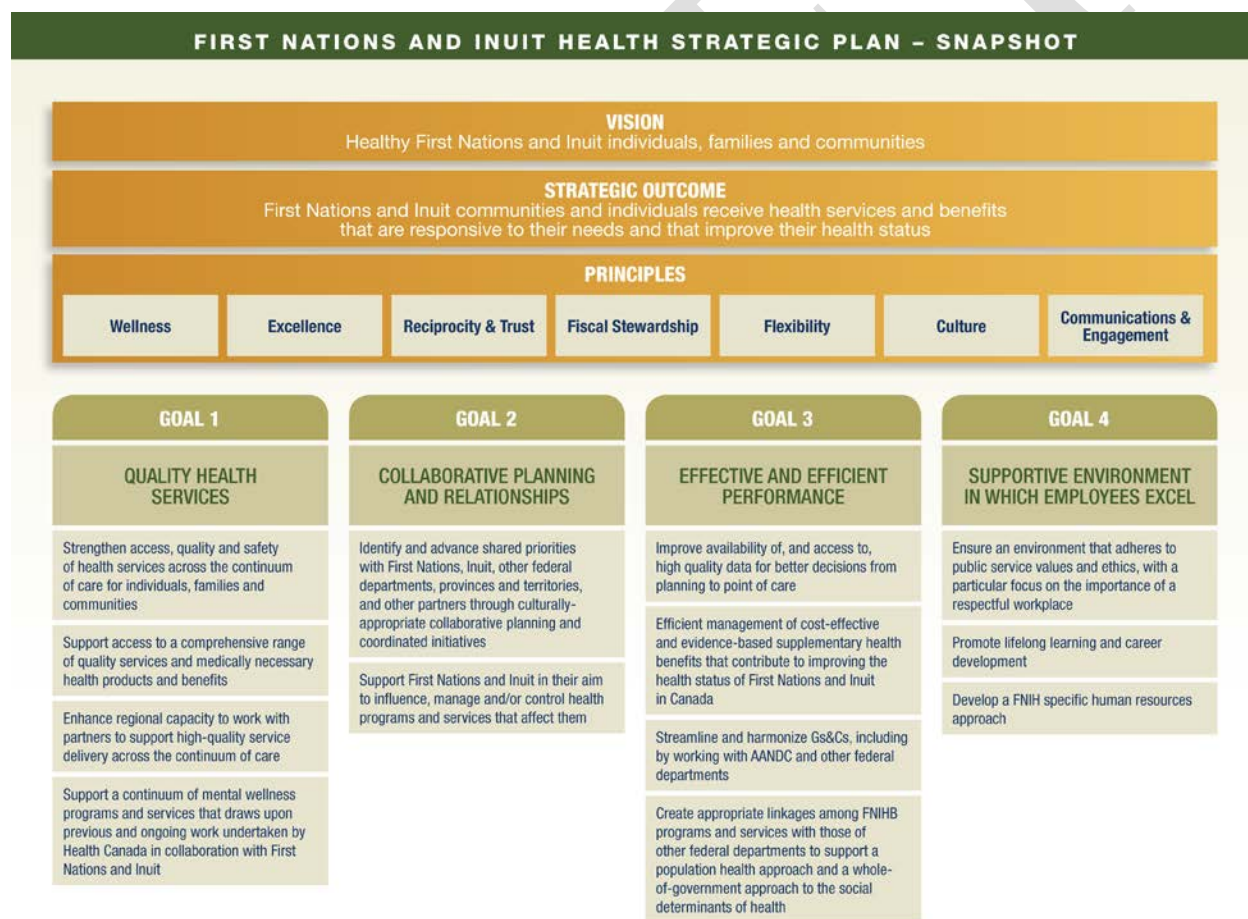 FIRST NATIONS AND INUIT HEALTH STRATEGIC PLAN – SNAPSHOT
VISION
Healthy First Nations and Inuit individuals, families and communities
STRATEGIC OUTCOME
First Nations and Inuit communities and individuals receive health services and benefits
that are responsive to their needs and that improve their health status
PRINCIPLES
Wellness
Excellence
Reciprocity & Trust
Fiscal Stewardship
Flexibility
Culture
Communications &
Engagement
GOAL 1
QUALITY HEALTH
SERVICES
Strengthen access, quality and safety
of health services across the continuum
of care for individuals, families and
communities
Support access to a comprehensive range
of quality services and medically necessary
health products and benefits
Enhance regional capacity to work with
partners to support high-quality service
delivery across the continuum of care
Support a continuum of mental wellness
programs and services that draws upon
previous and ongoing work undertaken by
Health Canada in collaboration with First
Nations and Inuit
GOAL 2
COLLABORATIVE PLANNING
AND RELATIONSHIPS
Identify and advance shared priorities
with First Nations, Inuit, other federal
departments, provinces and territories,
and other partners through culturally-
appropriate collaborative planning and
coordinated initiatives
Support First Nations and Inuit in their aim
to influence, manage and/or control health
programs and services that affect them
GOAL 3
EFFECTIVE AND EFFICIENT
PERFORMANCE
Improve availability of, and access to,
high quality data for better decisions from
planning to point of care
Efficient management of cost-effective
and evidence-based supplementary health
benefits that contribute to improving the
health status of First Nations and Inuit
in Canada
Streamline and harmonize Gs&Cs, including
by working with AANDC and other federal
departments
Create appropriate linkages among FNIHB
programs and services with those of
other federal departments to support a
population health approach and a whole-
of-government approach to the social
determinants of health
GOAL 4
SUPPORTIVE ENVIRONMENT
IN WHICH EMPLOYEES EXCEL
Ensure an environment that adheres to
public service values and ethics, with a
particular focus on the importance of a
respectful workplace
Promote lifelong learning and career
development
Develop a FNIH specific human resources
approach